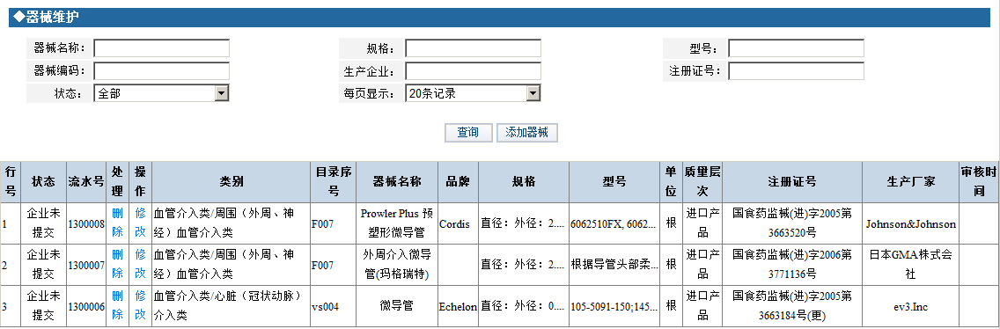 ◆器械维护
器械名称： 规格： 型号：
器械编码： 生产企业： 注册证号：
状态： 全部 每页显示： 20条记录
查询 添加器械
行号 状态 流水号 处理 操作 类别 目录序号 器械名称 品牌 规格 型号 单位 质量层次 注册证号 生产厂家 审核时间
1 企业未提交 1300008 删除 修改 血管介入类/周围（外周、神经）血管介入类 F007 Prowler Plus 预塑形微导管 Cordis 直径：外径：2.... 6062510FX, 6062... 根 进口产品 国食药监械(进)字2005第3663520号 Johnson&Johnson
2 企业未提交 1300007 删除 修改 血管介入类/周围（外周、神经）血管介入类 F007 外周介入微导管(玛格瑞特) 直径：外径：2.... 根据导管头部柔... 根 进口产品 国食药监械(进)字2006第3771136号 日本GMA株式会社
3 企业未提交 1300006 删除 修改 血管介入类/心脏（冠状动脉）介入类 vs004 微导管 Echelon 直径：外径：0.... 105-5091-150;145... 根 进口产品 国食药监械(进)字2005第3663184号(更) ev3.Inc